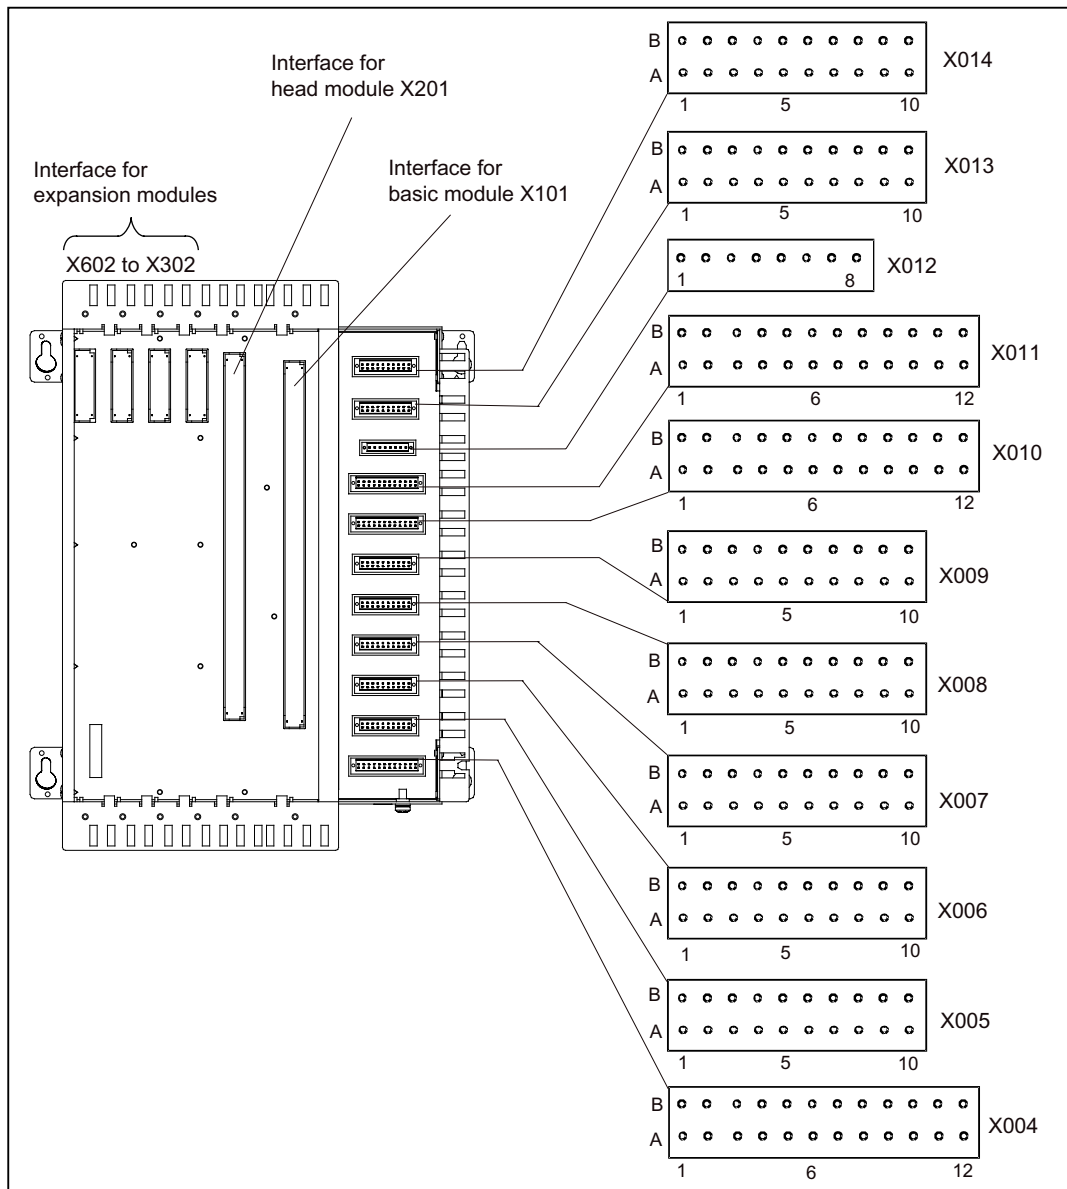 Interface for
head module X201
Interface for
basic module X101
Interface for
expansion modules
X602 to X302
B
A
1 5 10
X014
B
A
1 5 10
X013
1 8
X012
B
A
1 6 12
X011
B
A
1 6 12
X010
B
A
1 5 10
X009
B
A
1 5 10
X008
B
A
1 5 10
X007
B
A
1 5 10
X006
B
A
1 5 10
X005
B
A
1 6 12
X004